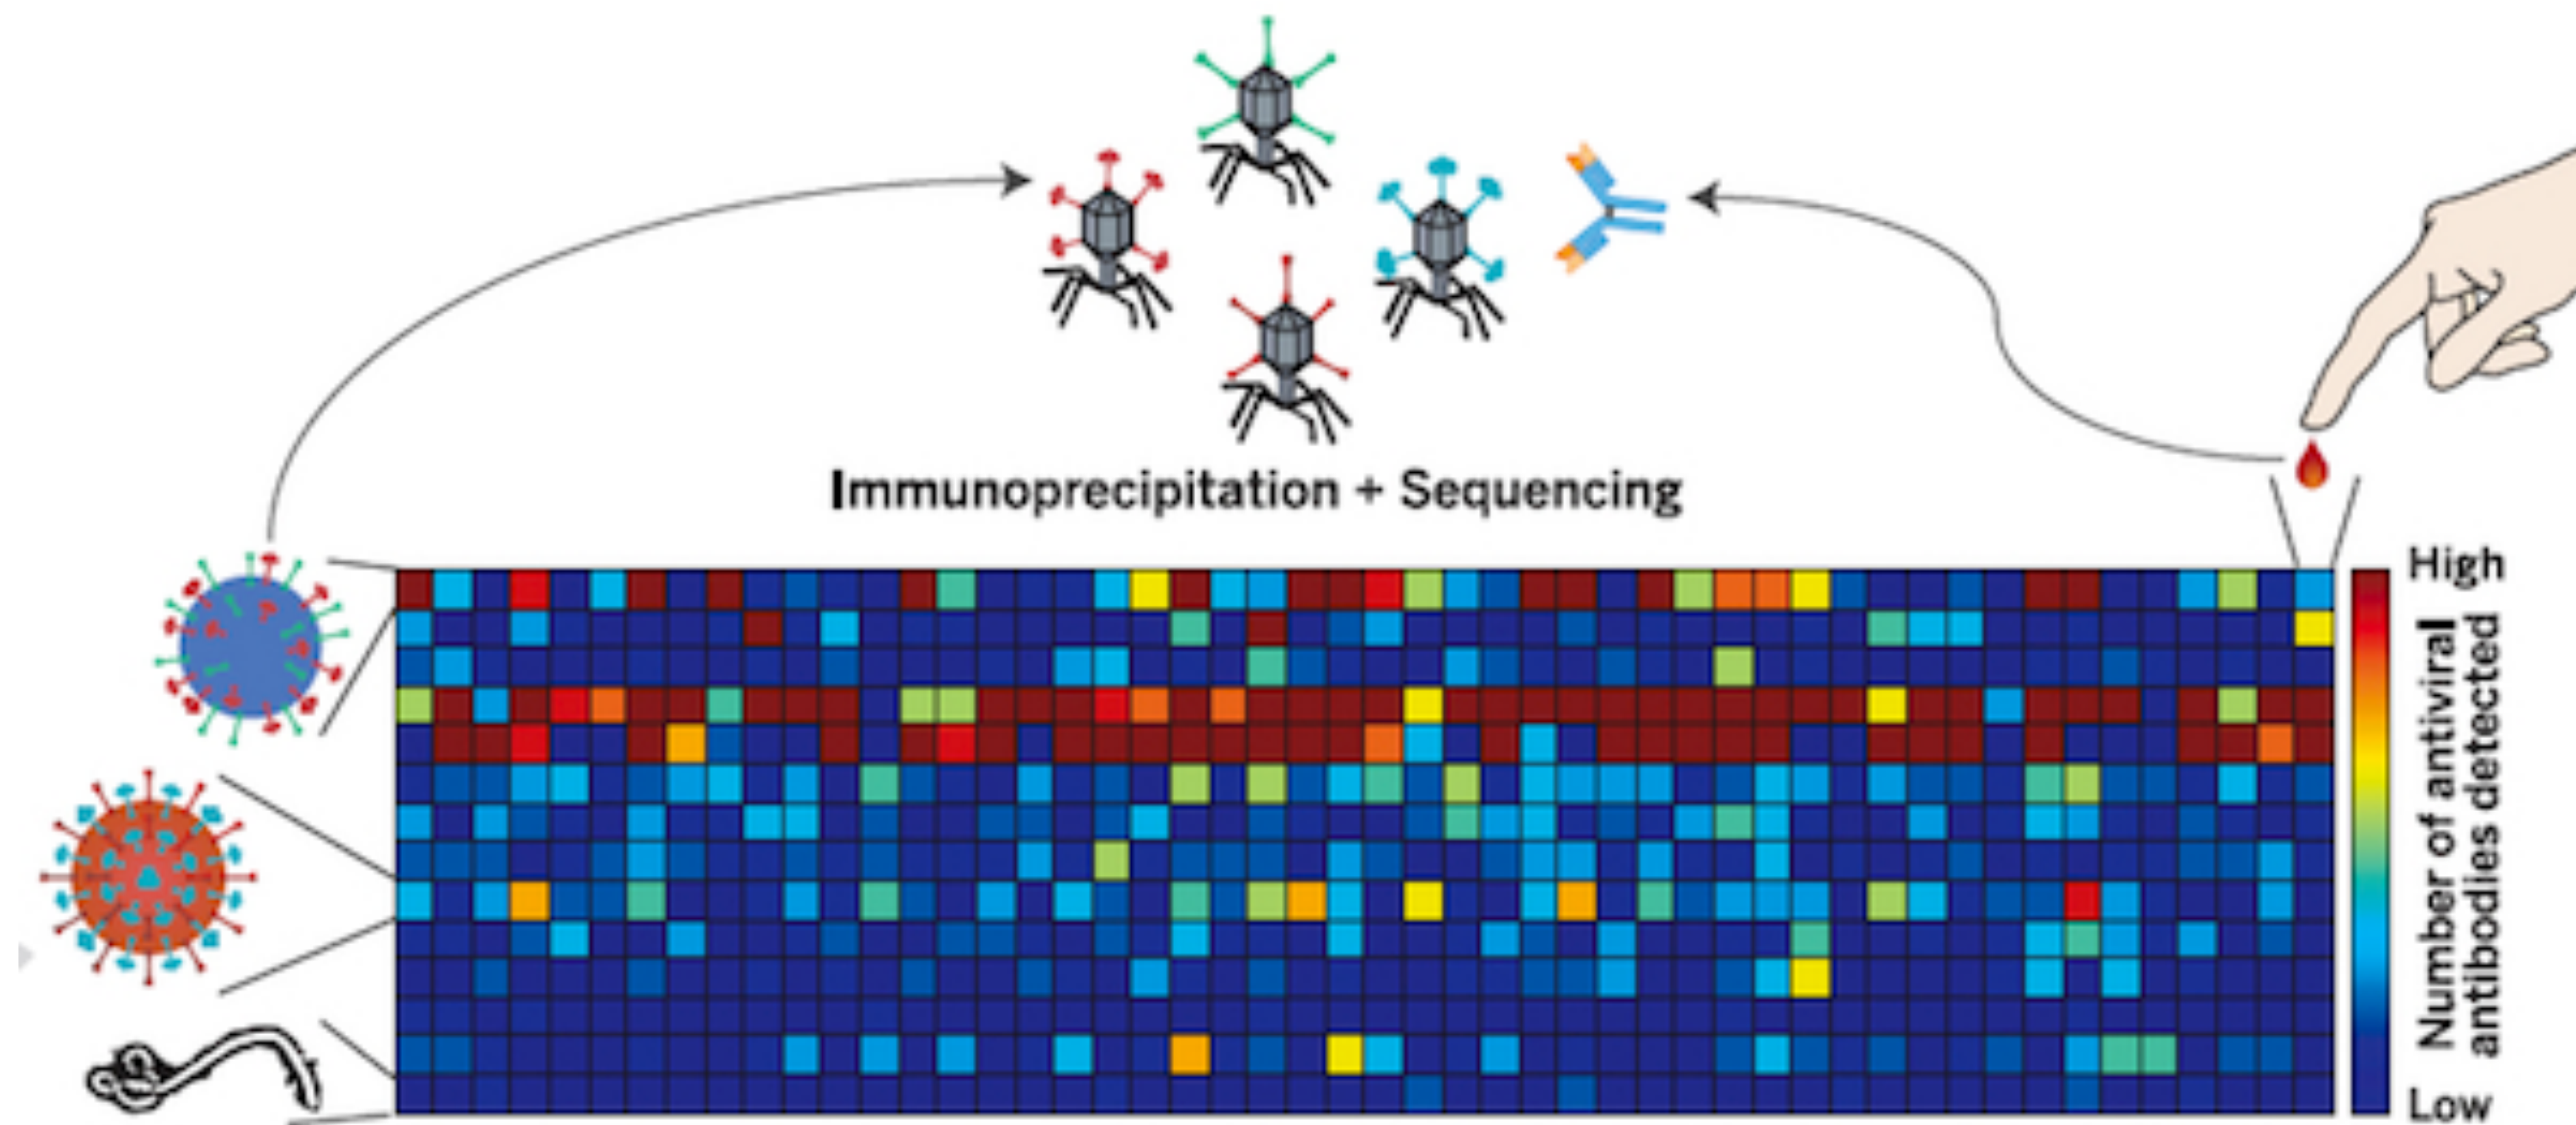 Immunoprecipitation + Sequencing
High
Number of antiviral
antibodies detected
Low